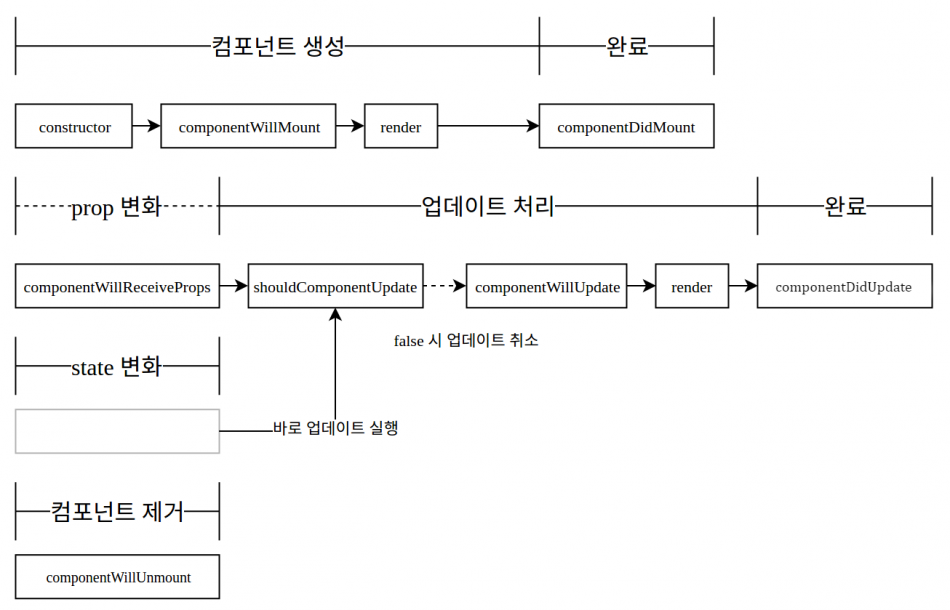 컴포넌트 생성
완료
constructor
componentWillMount
render
componentDidMount
prop 변화
업데이트 처리
완료
componentWillReceiveProps
shouldComponentUpdate
componentWillUpdate
render
componentDidUpdate
false 시 업데이트 취소
state 변화
바로 업데이트 실행
컴포넌트 제거
componentWillUnmount